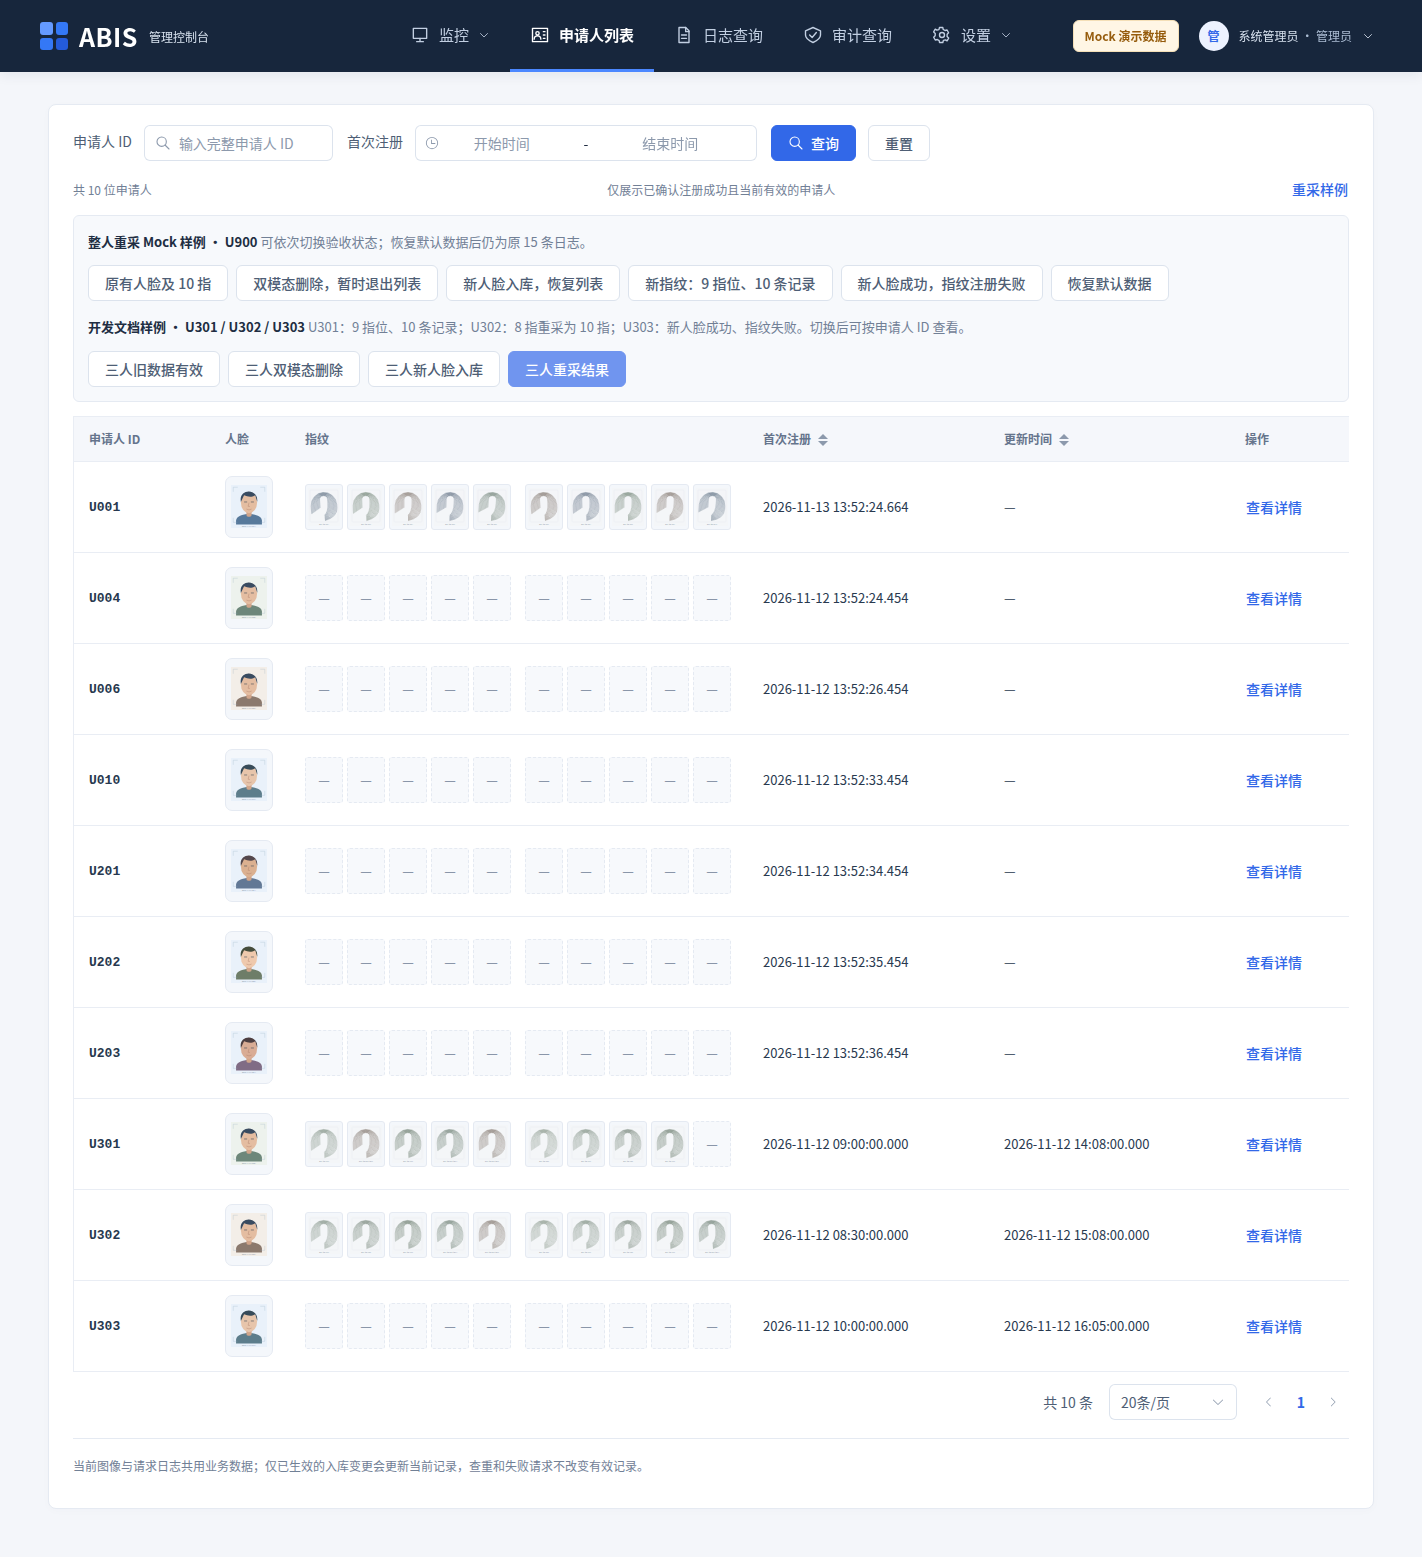 ABIS 管理控制台 监控 申请人列表 日志查询 审计查询 设置 Mock 演示数据 管 系统管理员 · 管理员
申请人 ID 输入完整申请人 ID 首次注册 开始时间 - 结束时间 查询 重置
共 10 位申请人 仅展示已确认注册成功且当前有效的申请人 重采样例
整人重采 Mock 样例 · U900 可依次切换验收状态；恢复默认数据后仍为原 15 条日志。
原有人脸及 10 指 双模态删除，暂时退出列表 新人脸入库，恢复列表 新指纹：9 指位、10 条记录 新人脸成功，指纹注册失败 恢复默认数据
开发文档样例 · U301 / U302 / U303 U301：9 指位、10 条记录；U302：8 指重采为 10 指；U303：新人脸成功、指纹失败。切换后可按申请人 ID 查看。
三人旧数据有效 三人双模态删除 三人新人脸入库 三人重采结果
申请人 ID 人脸 指纹 首次注册 更新时间 操作
U001 2026-11-13 13:52:24.664 — 查看详情
U004 — — — — — — — — — — 2026-11-12 13:52:24.454 — 查看详情
U006 — — — — — — — — — — 2026-11-12 13:52:26.454 — 查看详情
U010 — — — — — — — — — — 2026-11-12 13:52:33.454 — 查看详情
U201 — — — — — — — — — — 2026-11-12 13:52:34.454 — 查看详情
U202 — — — — — — — — — — 2026-11-12 13:52:35.454 — 查看详情
U203 — — — — — — — — — — 2026-11-12 13:52:36.454 — 查看详情
U301 — 2026-11-12 09:00:00.000 2026-11-12 14:08:00.000 查看详情
U302 2026-11-12 08:30:00.000 2026-11-12 15:08:00.000 查看详情
U303 — — — — — — — — — — 2026-11-12 10:00:00.000 2026-11-12 16:05:00.000 查看详情
共 10 条 20条/页 1
当前图像与请求日志共用业务数据；仅已生效的入库变更会更新当前记录，查重和失败请求不改变有效记录。